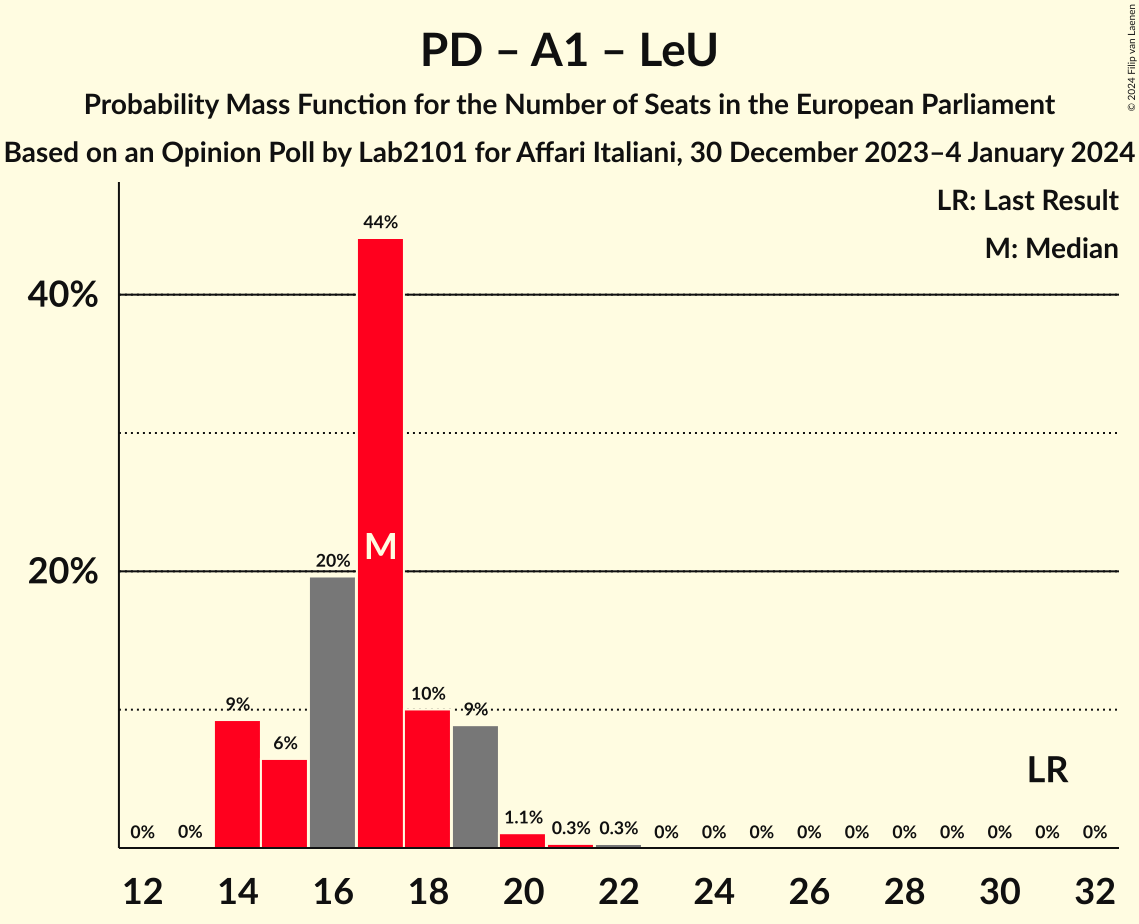 PD – A1 – LeU
Probability Mass Function for the Number of Seats in the European Parliament
Based on an Opinion Poll by Lab2101 for Affari Italiani, 30 December 2023–4 January 2024
© 2024 Filip van Laenen
LR: Last Result
M: Median
40%
20%
0%
0%
9%
6%
20%
44%
M
10%
9%
1.1%
0.3%
0.3%
0%
0%
0%
0%
0%
0%
0%
0%
0%
0%
LR
12 14 16 18 20 22 24 26 28 30 32